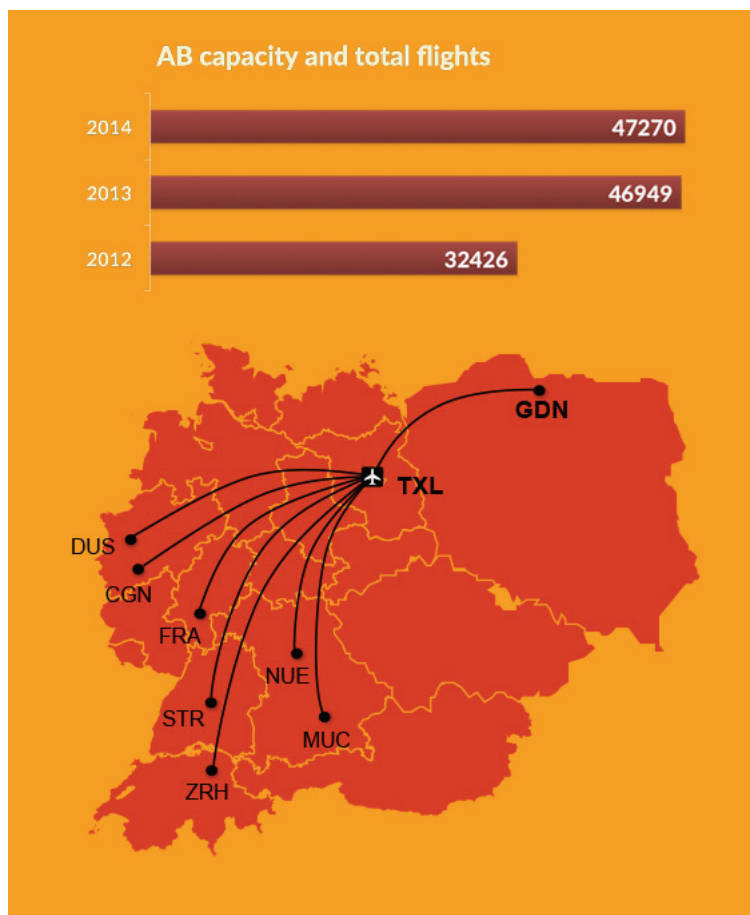 AB capacity and total flights
2014
47270
2013
46949
2012
32426
GDN
TXL
DUS
CGN
FRA
NUE
STR
MUC
ZRH